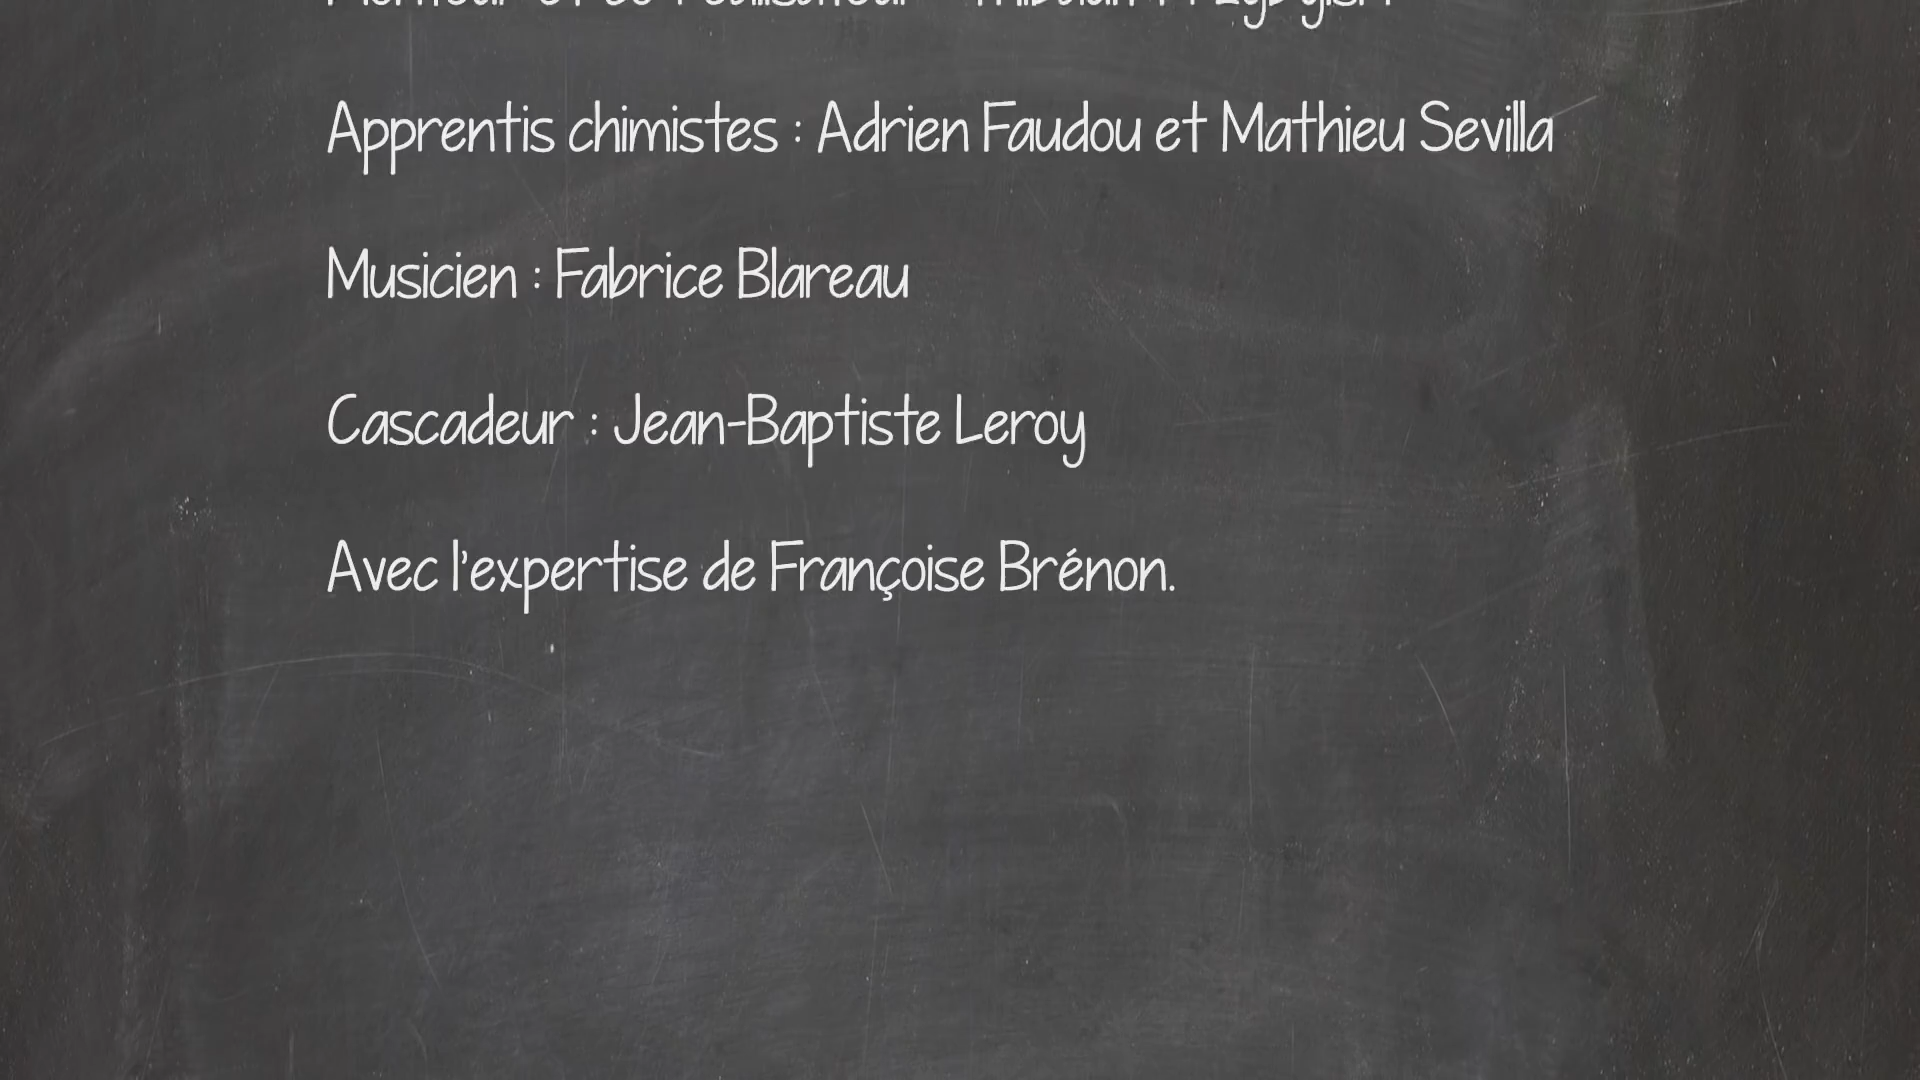 Apprentis chimistes : Adrien Faudou et Mathieu Sevilla
Musicien : Fabrice Blareau
Cascadeur : Jean-Baptiste Leroy
Avec l'expertise de Françoise Brénon.